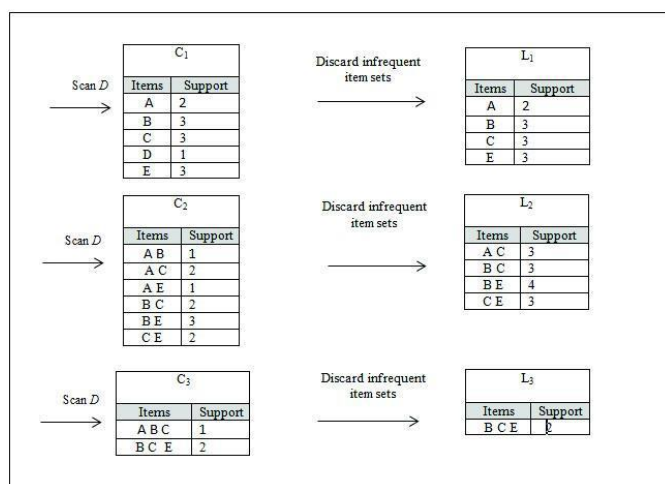 C₁
Scan D
Items Support
A 2
B 3
C 3
D 1
E 3
Discard infrequent
item sets
L₁
Items Support
A 2
B 3
C 3
E 3
C₂
Scan D
Items Support
A B 1
A C 2
A E 1
B C 2
B E 3
C E 2
Discard infrequent
item sets
L₂
Items Support
A C 3
B C 3
B E 4
C E 3
C₃
Scan D
Items Support
A B C 1
B C E 2
Discard infrequent
item sets
L₃
Items Support
B C E 2